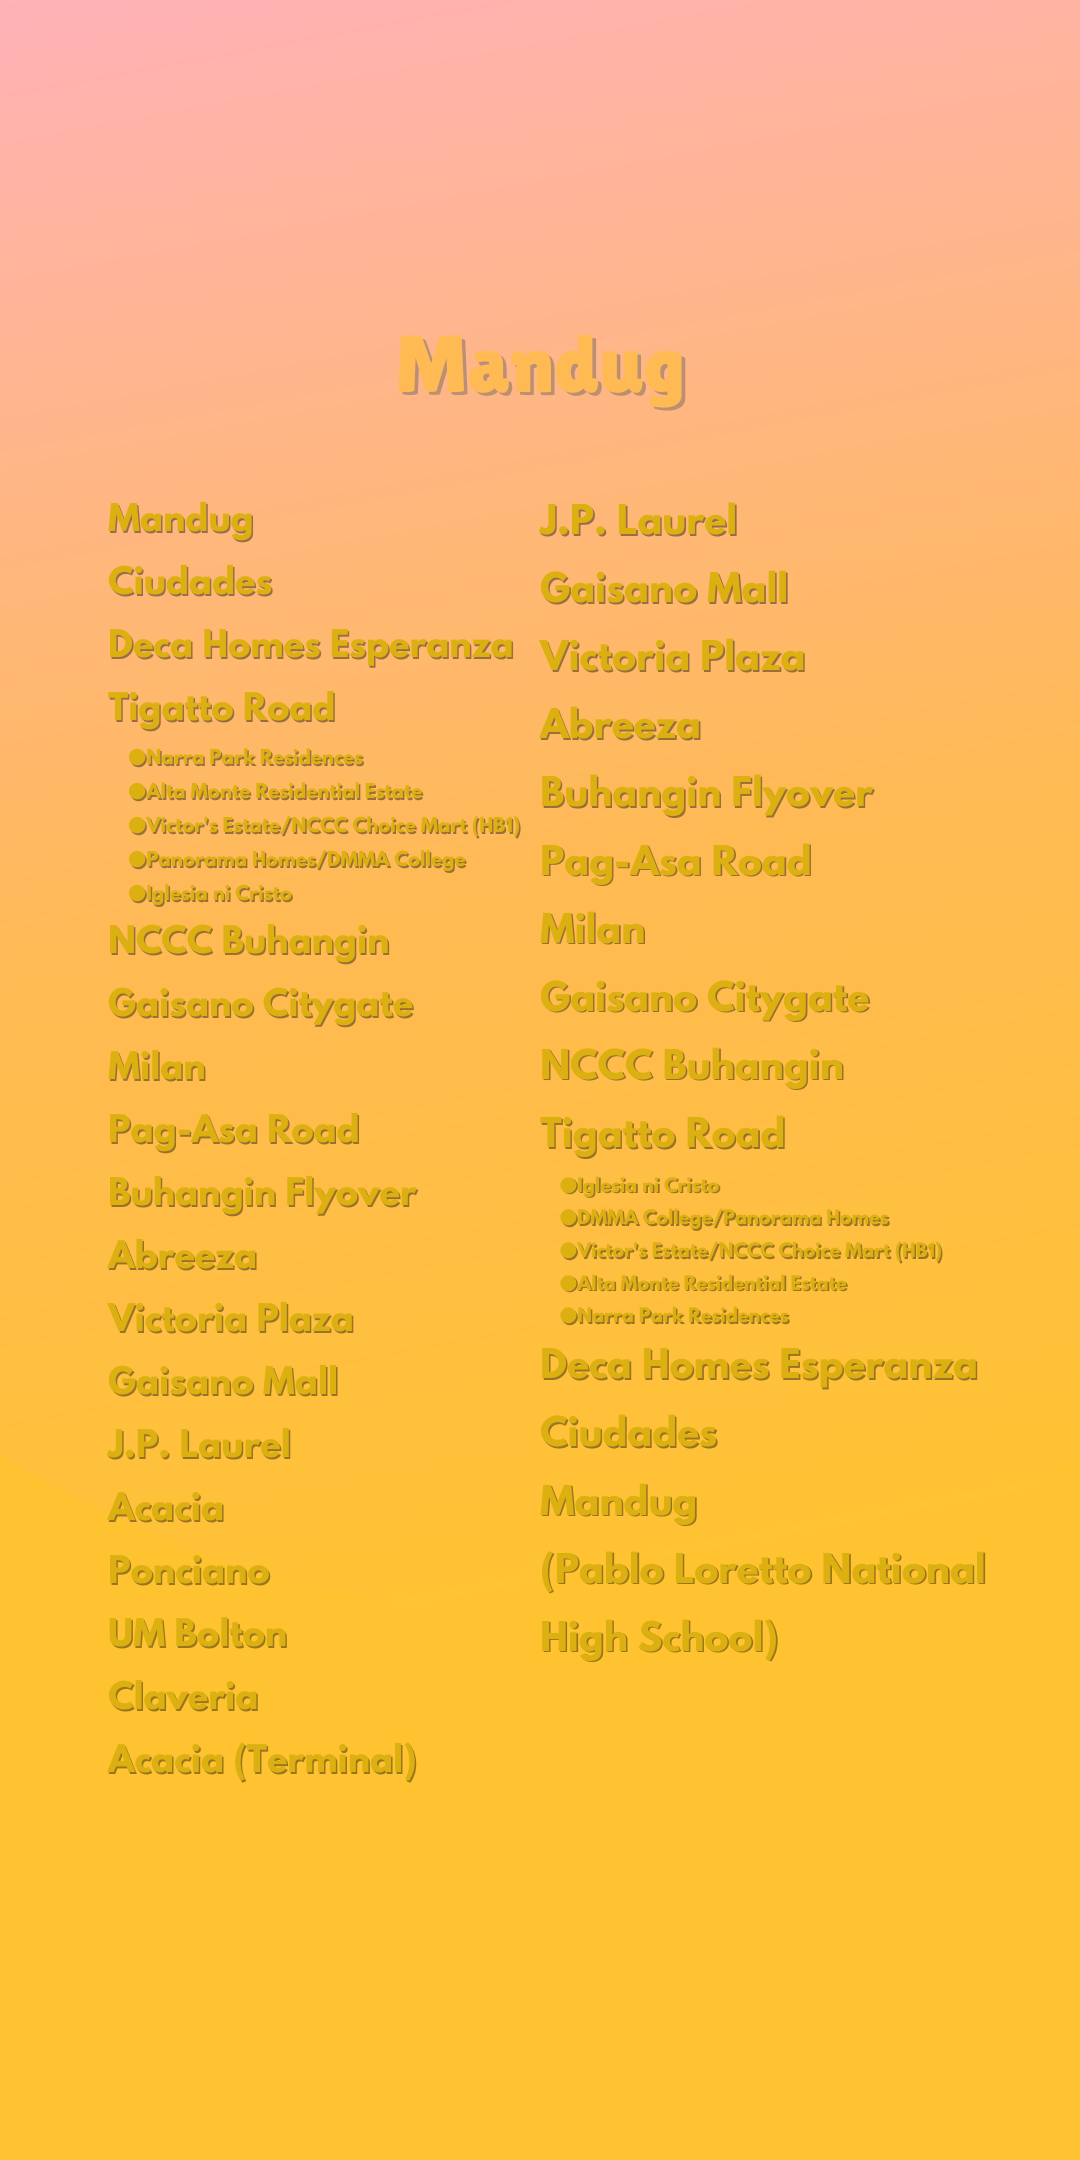 Mandug
Mandug
Ciudades
Deca Homes Esperanza
Tigatto Road
●Narra Park Residences
●Alta Monte Residential Estate
●Victor's Estate/NCCC Choice Mart (HB1)
●Panorama Homes/DMMA College
●Iglesia ni Cristo
NCCC Buhangin
Gaisano Citygate
Milan
Pag-Asa Road
Buhangin Flyover
Abreeza
Victoria Plaza
Gaisano Mall
J.P. Laurel
Acacia
Ponciano
UM Bolton
Claveria
Acacia (Terminal)
J.P. Laurel
Gaisano Mall
Victoria Plaza
Abreeza
Buhangin Flyover
Pag-Asa Road
Milan
Gaisano Citygate
NCCC Buhangin
Tigatto Road
●Iglesia ni Cristo
●DMMA College/Panorama Homes
●Victor's Estate/NCCC Choice Mart (HB1)
●Alta Monte Residential Estate
●Narra Park Residences
Deca Homes Esperanza
Ciudades
Mandug
(Pablo Loretto National
High School)